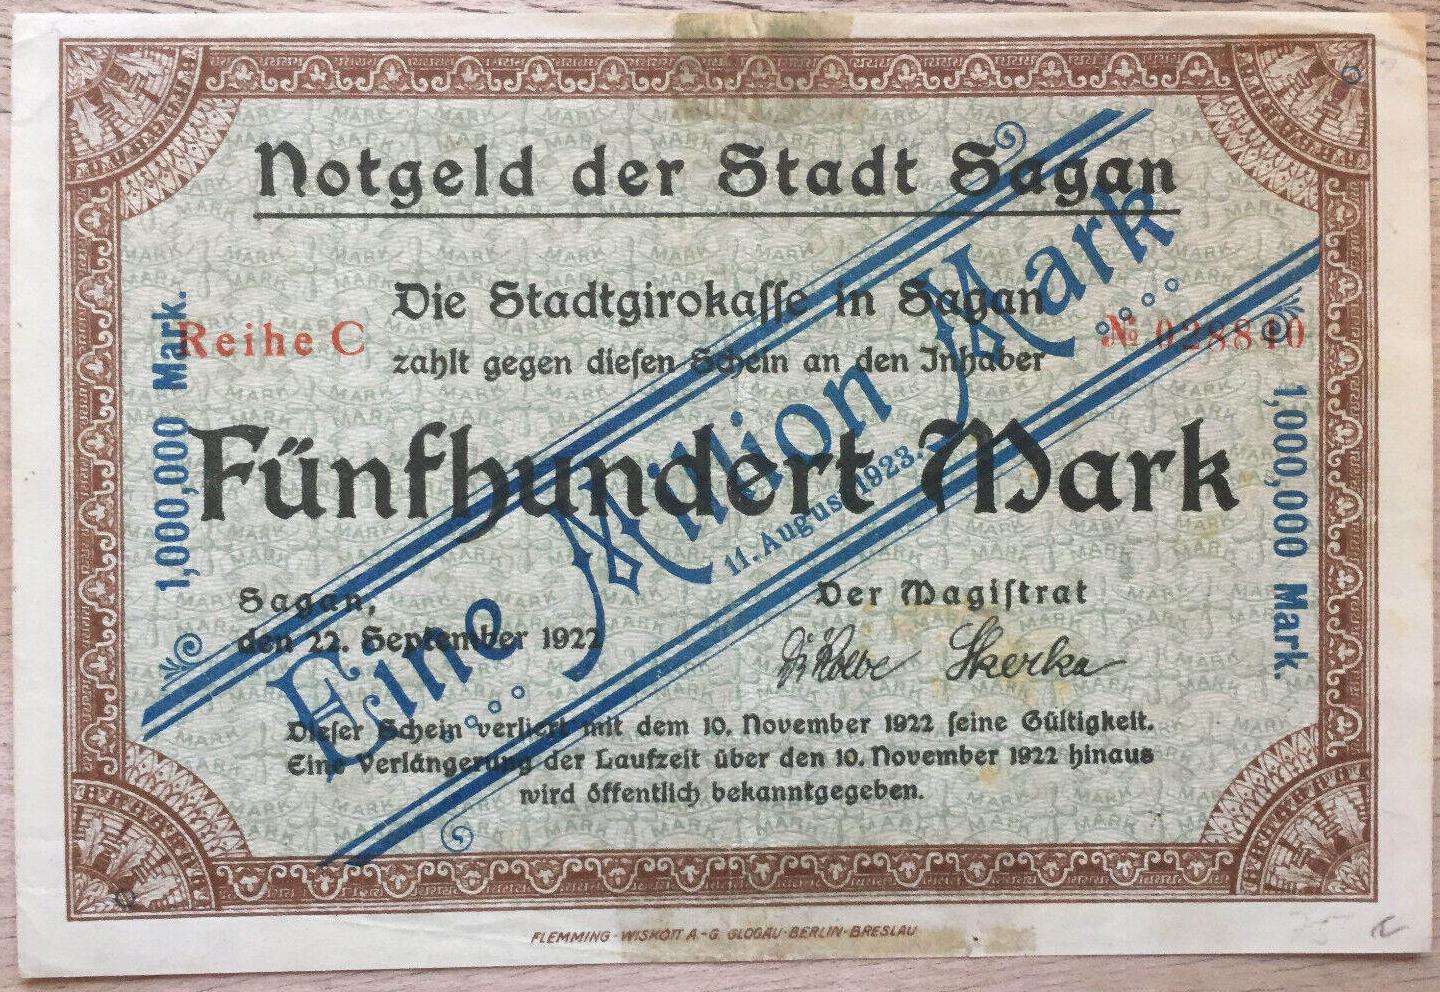 Notgeld der Stadt Sagan
Die Stadtgirokaſſe in Sagan
Reihe C
№ 028840
zahlt gegen dieſen Schein an den Inhaber
Fünfhundert Mark
Eine Million Mark
11. August 1923.
1,000,000 Mark.
1,000,000 Mark.
Sagan,
den 22. September 1922
Der Magiſtrat
Dieſer Schein verliert mit dem 10. November 1922 ſeine Gültigkeit.
Eine Verlängerung der Laufzeit über den 10. November 1922 hinaus
wird öffentlich bekanntgegeben.
FLEMMING-WISKOTT A-G. GLOGAU-BERLIN-BRESLAU